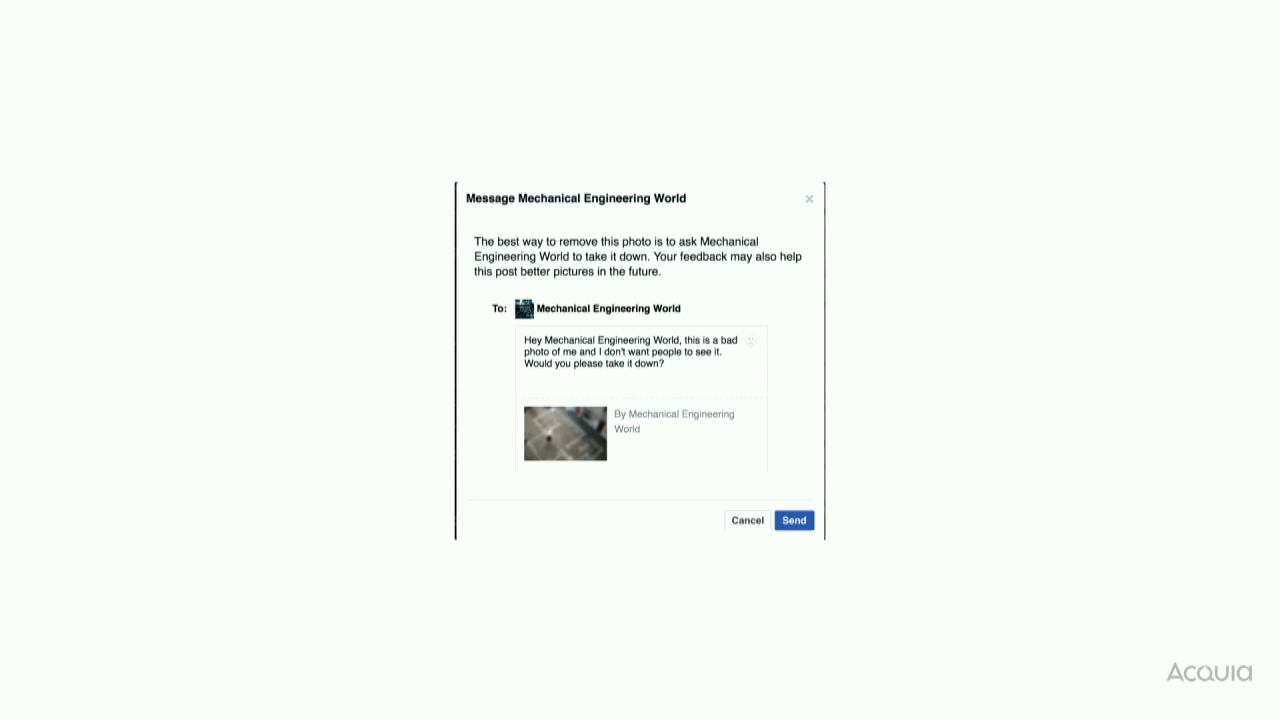 Message Mechanical Engineering World
The best way to remove this photo is to ask Mechanical
Engineering World to take it down. Your feedback may also help
this post better pictures in the future.
To: Mechanical Engineering World
Hey Mechanical Engineering World, this is a bad
photo of me and I don't want people to see it.
Would you please take it down?
By Mechanical Engineering
World
Cancel Send
Acquia